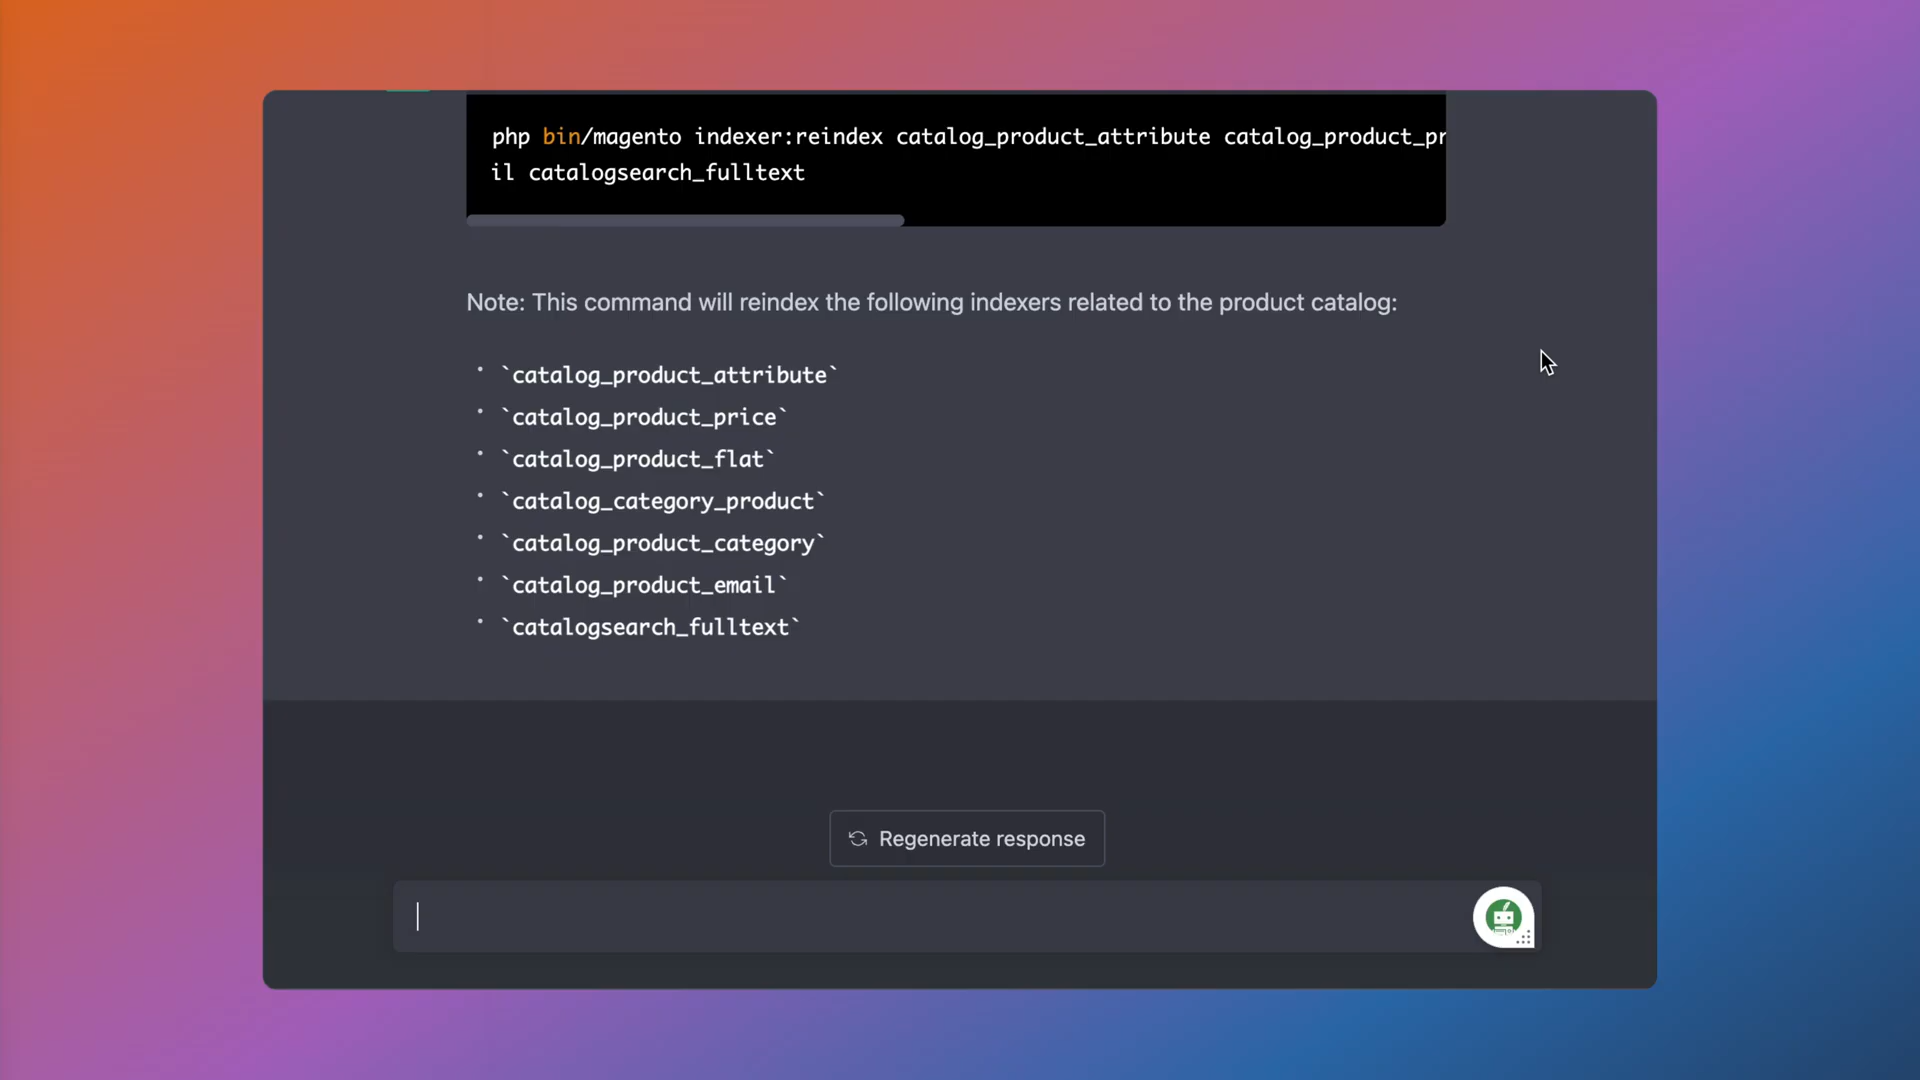 php bin/magento indexer:reindex catalog_product_attribute catalog_product_pr
il catalogsearch_fulltext
Note: This command will reindex the following indexers related to the product catalog:
• `catalog_product_attribute`
• `catalog_product_price`
• `catalog_product_flat`
• `catalog_category_product`
• `catalog_product_category`
• `catalog_product_email`
• `catalogsearch_fulltext`
Regenerate response